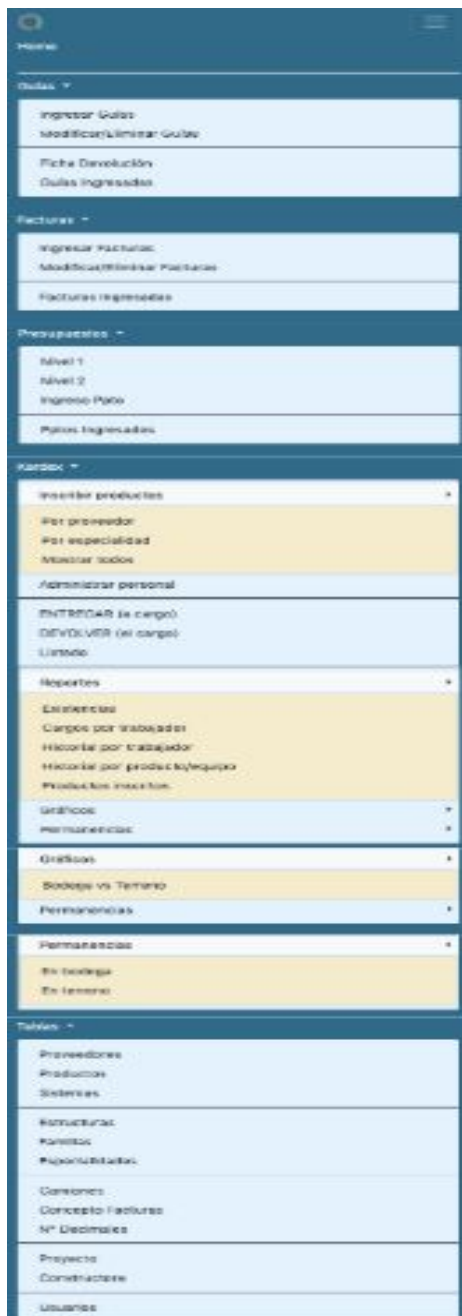 Home
Guías
Ingresar Guías
Modificar/Eliminar Guías
Ficha Devolución
Guías Ingresadas
Facturas
Ingresar Facturas
Modificar/Eliminar Facturas
Facturas Ingresadas
Presupuestos
Nivel 1
Nivel 2
Ingreso Ppto
Pptos Ingresados
Kardex
Inscribir productos
Por proveedor
Por especialidad
Mostrar todos
Administrar personal
ENTREGAR (a cargo)
DEVOLVER (el cargo)
Listado
Reportes
Existencias
Cargos por trabajador
Historial por trabajador
Historial por producto/equipo
Productos inscritos
Gráficos
Permanencias
Gráficos
Bodega vs Terreno
Permanencias
Permanencias
En bodega
En terreno
Tablas
Proveedores
Productos
Sistemas
Estructuras
Familias
Especialidades
Camiones
Concepto Facturas
N° Decimales
Proyecto
Constructora
Usuarios